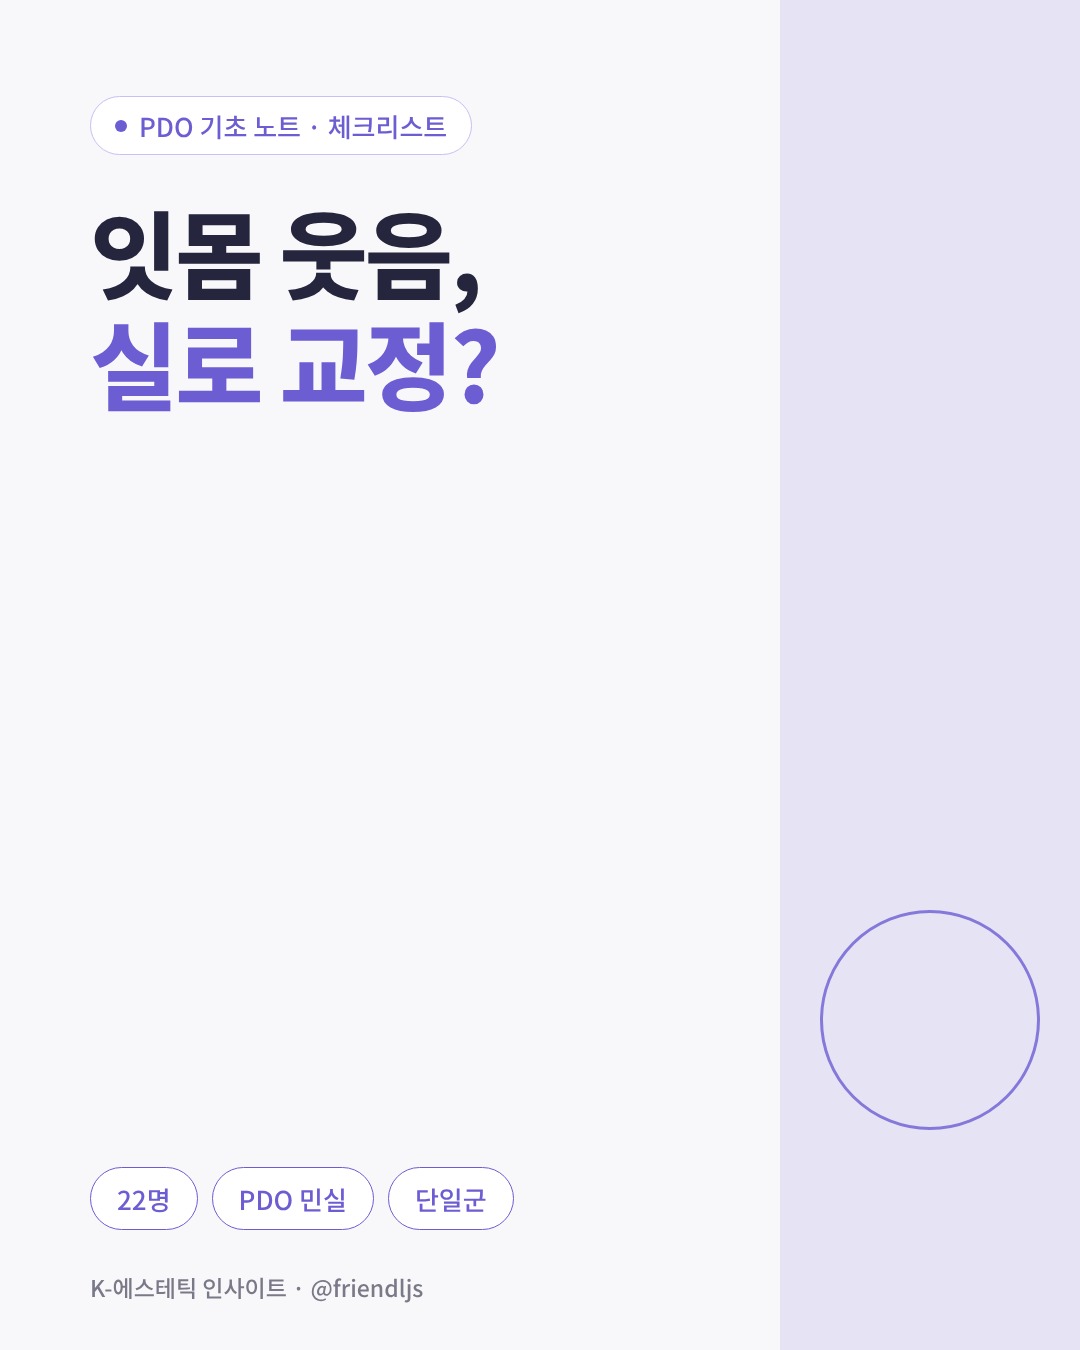 PDO 기초 노트 · 체크리스트
잇몸 웃음,
실로 교정?
22명
PDO 민실
단일군
K-에스테틱 인사이트 · @friendljs